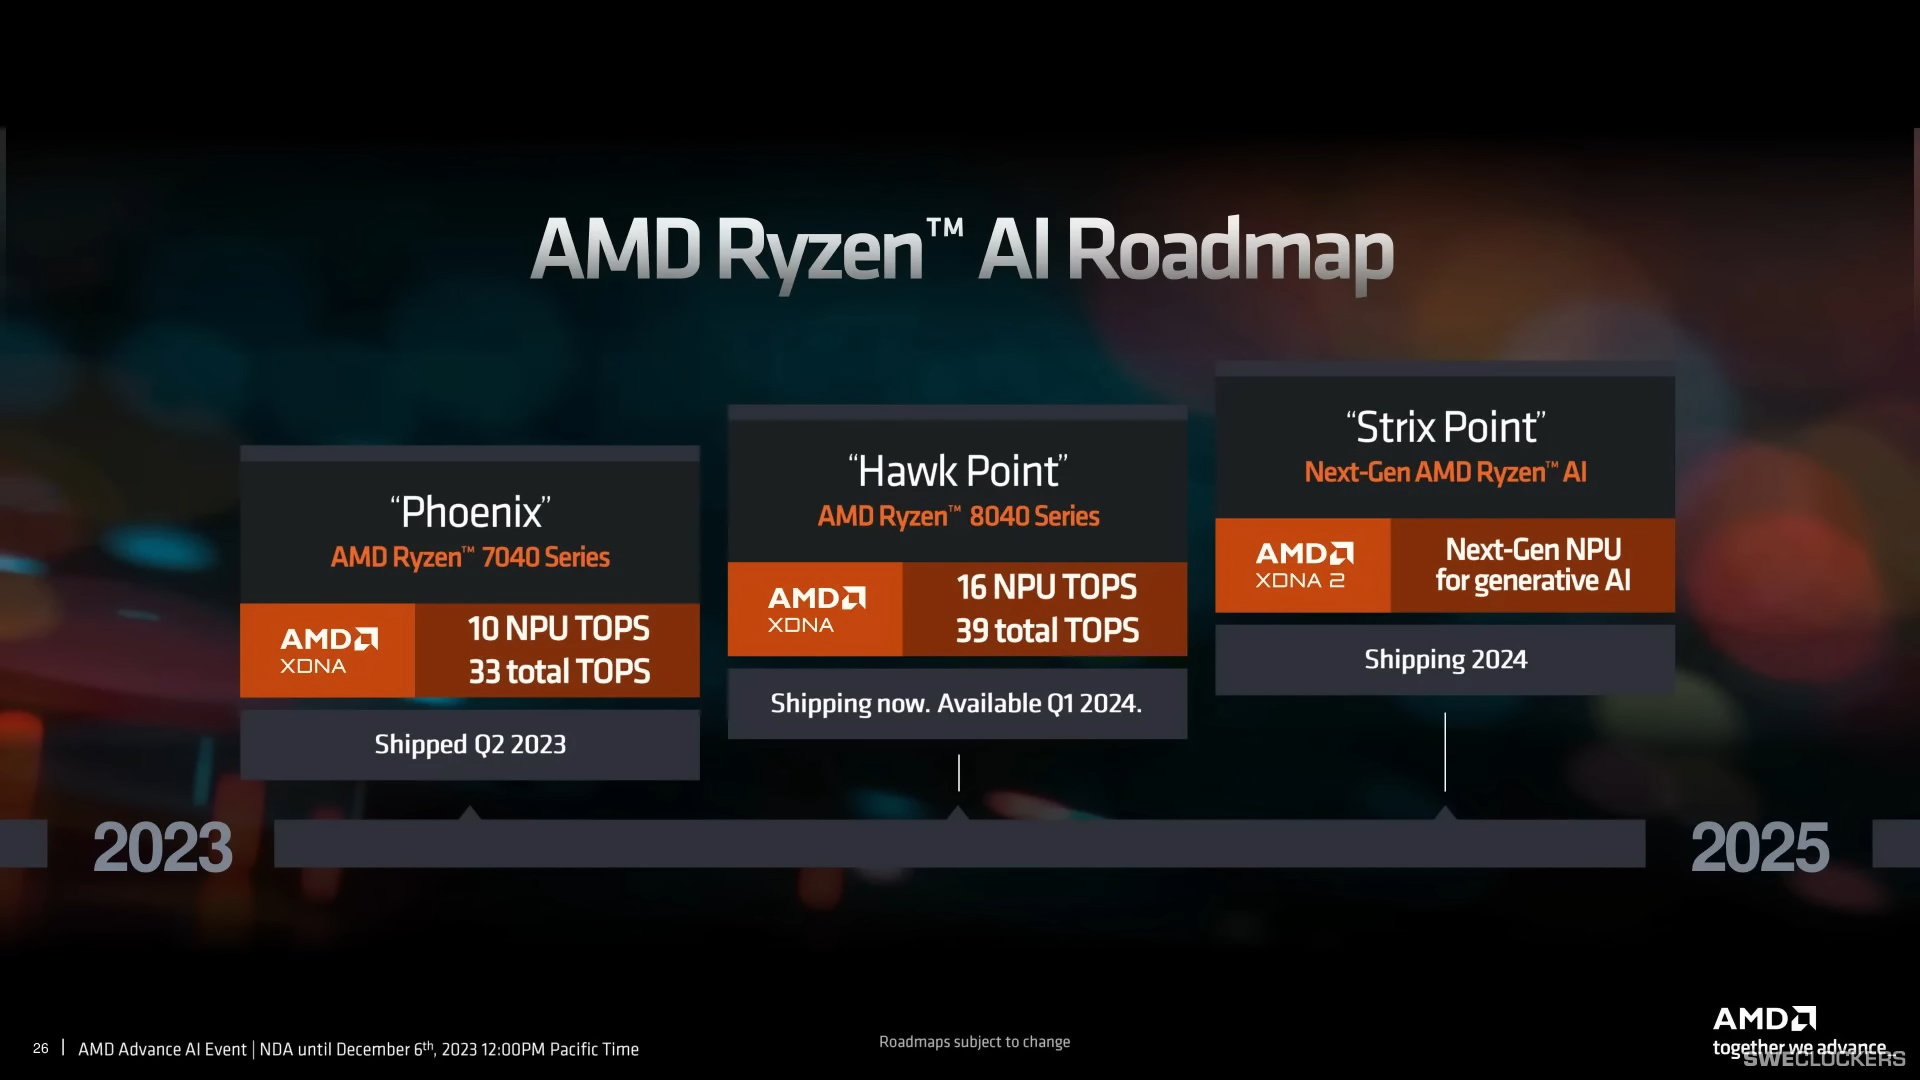 AMD Ryzen™ AI Roadmap
“Phoenix”
AMD Ryzen™ 7040 Series
AMD
XDNA
10 NPU TOPS
33 total TOPS
Shipped Q2 2023
“Hawk Point”
AMD Ryzen™ 8040 Series
AMD
XDNA
16 NPU TOPS
39 total TOPS
Shipping now. Available Q1 2024.
“Strix Point”
Next-Gen AMD Ryzen™ AI
AMD
XDNA 2
Next-Gen NPU
for generative AI
Shipping 2024
2023
2025
26 | AMD Advance AI Event | NDA until December 6th, 2023 12:00PM Pacific Time
Roadmaps subject to change
AMD
together we advance_
SWECLOCKERS